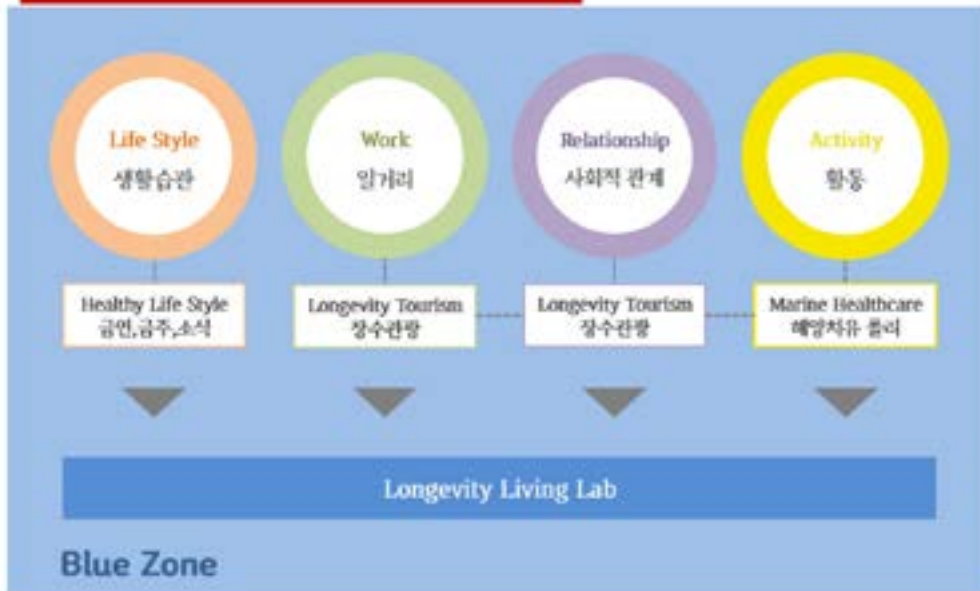 Life Style
생활습관
Work
일거리
Relationship
사회적 관계
Activity
활동
Healthy Life Style
금연,금주,소식
Longevity Tourism
장수관광
Longevity Tourism
장수관광
Marine Healthcare
해양치유 폴리
Longevity Living Lab
Blue Zone